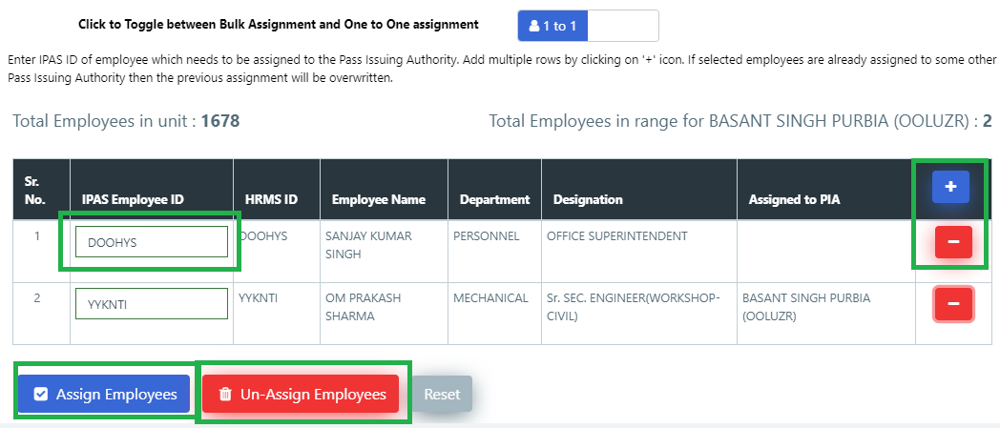 Click to Toggle between Bulk Assignment and One to One assignment
1 to 1
Enter IPAS ID of employee which needs to be assigned to the Pass Issuing Authority. Add multiple rows by clicking on '+' icon. If selected employees are already assigned to some other
Pass Issuing Authority then the previous assignment will be overwritten.
Total Employees in unit : 1678
Total Employees in range for BASANT SINGH PURBIA (OOLUZR) : 2
Sr.
No. IPAS Employee ID HRMS ID Employee Name Department Designation Assigned to PIA +
1 DOOHYS DOOHYS SANJAY KUMAR PERSONNEL OFFICE SUPERINTENDENT −
SINGH
2 YYKNTI YYKNTI OM PRAKASH MECHANICAL Sr. SEC. ENGINEER(WORKSHOP- BASANT SINGH PURBIA −
SHARMA CIVIL) (OOLUZR)
Assign Employees Un-Assign Employees Reset